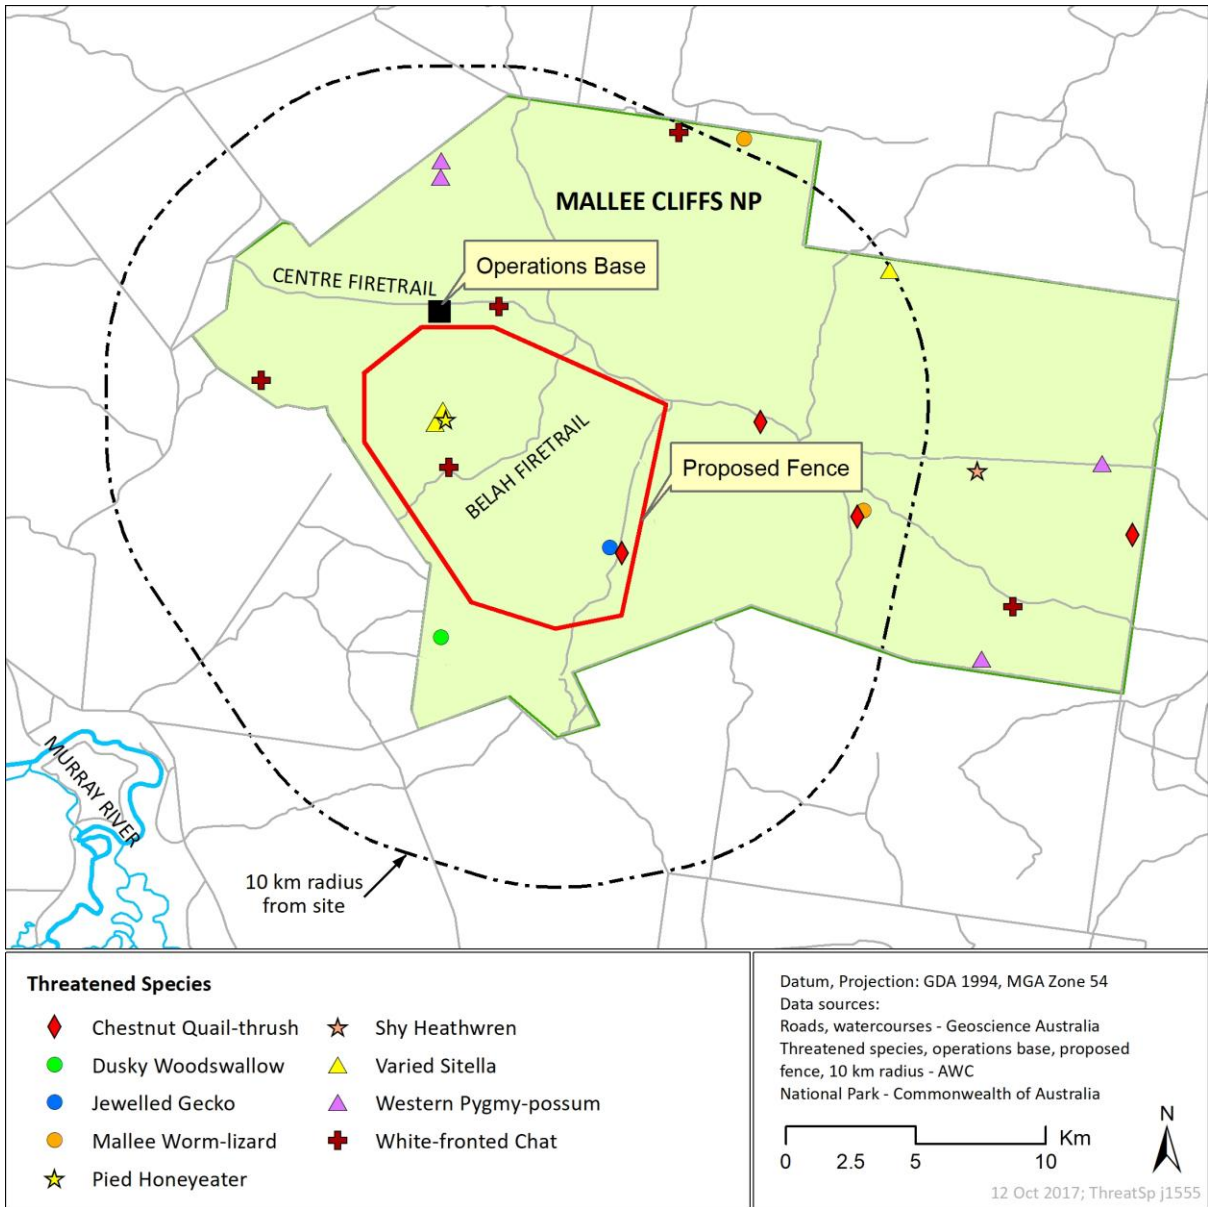 MALLEE CLIFFS NP
Operations Base
CENTRE FIRETRAIL
BELAH FIRETRAIL
Proposed Fence
MURRAY RIVER
10 km radius
from site
Threatened Species
Chestnut Quail-thrush
Dusky Woodswallow
Jewelled Gecko
Mallee Worm-lizard
Pied Honeyeater
Shy Heathwren
Varied Sitella
Western Pygmy-possum
White-fronted Chat
Datum, Projection: GDA 1994, MGA Zone 54
Data sources:
Roads, watercourses - Geoscience Australia
Threatened species, operations base, proposed
fence, 10 km radius - AWC
National Park - Commonwealth of Australia
Km
0 2.5 5 10
N
12 Oct 2017; ThreatSp j1555